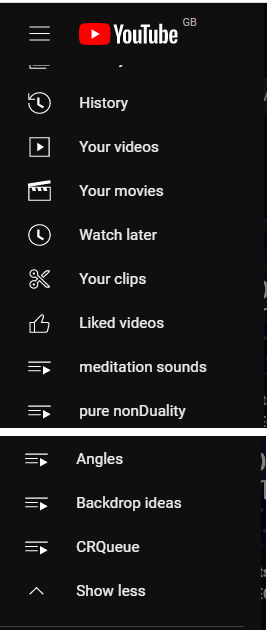 YouTube GB
History
Your videos
Your movies
Watch later
Your clips
Liked videos
meditation sounds
pure nonDuality
Angles
Backdrop ideas
CRQueue
Show less